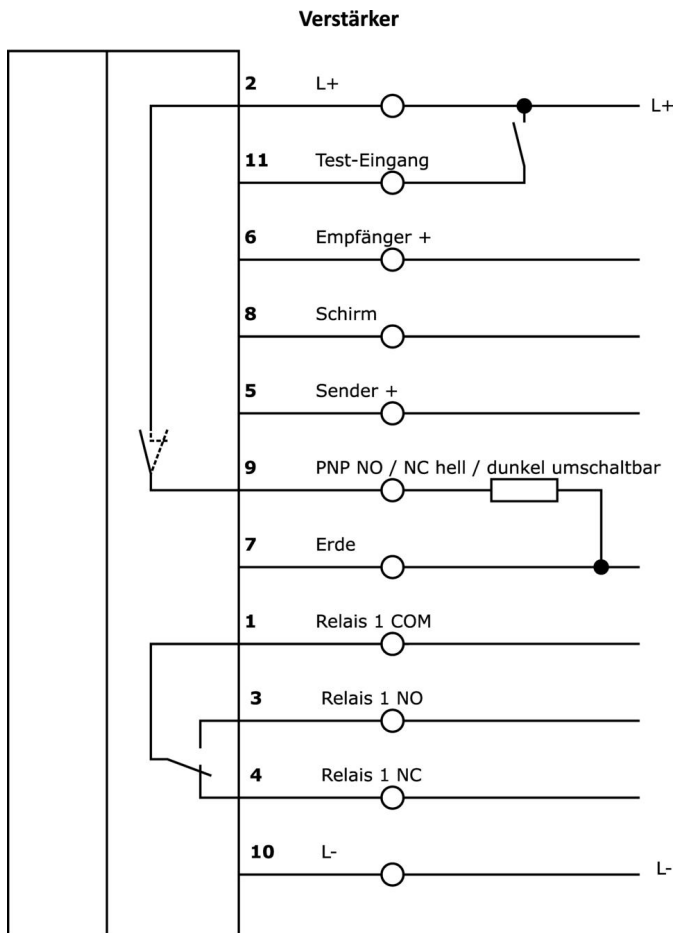 Verstärker
2 L+
L+
11 Test-Eingang
6 Empfänger +
8 Schirm
5 Sender +
9 PNP NO / NC hell / dunkel umschaltbar
7 Erde
1 Relais 1 COM
3 Relais 1 NO
4 Relais 1 NC
10 L-
L-